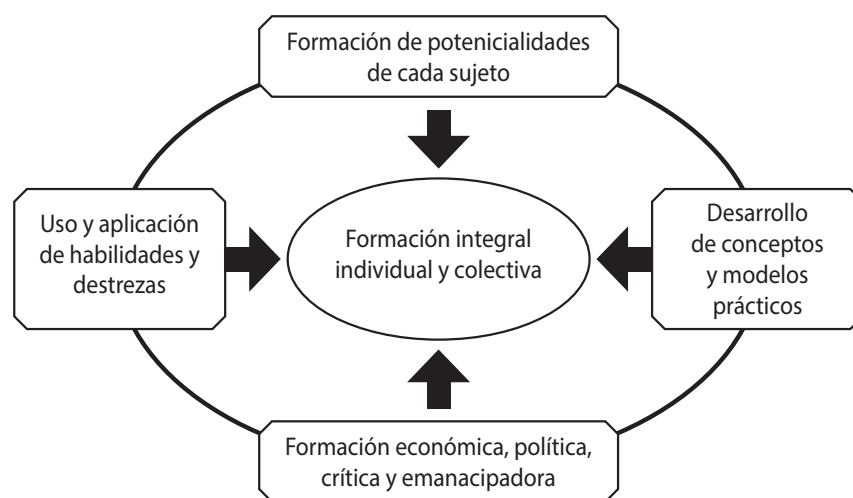 Formación de potenicialidades
de cada sujeto
Uso y aplicación
de habilidades y
destrezas
Formación integral
individual y colectiva
Desarrollo
de conceptos
y modelos
prácticos
Formación económica, política,
crítica y emanacipadora